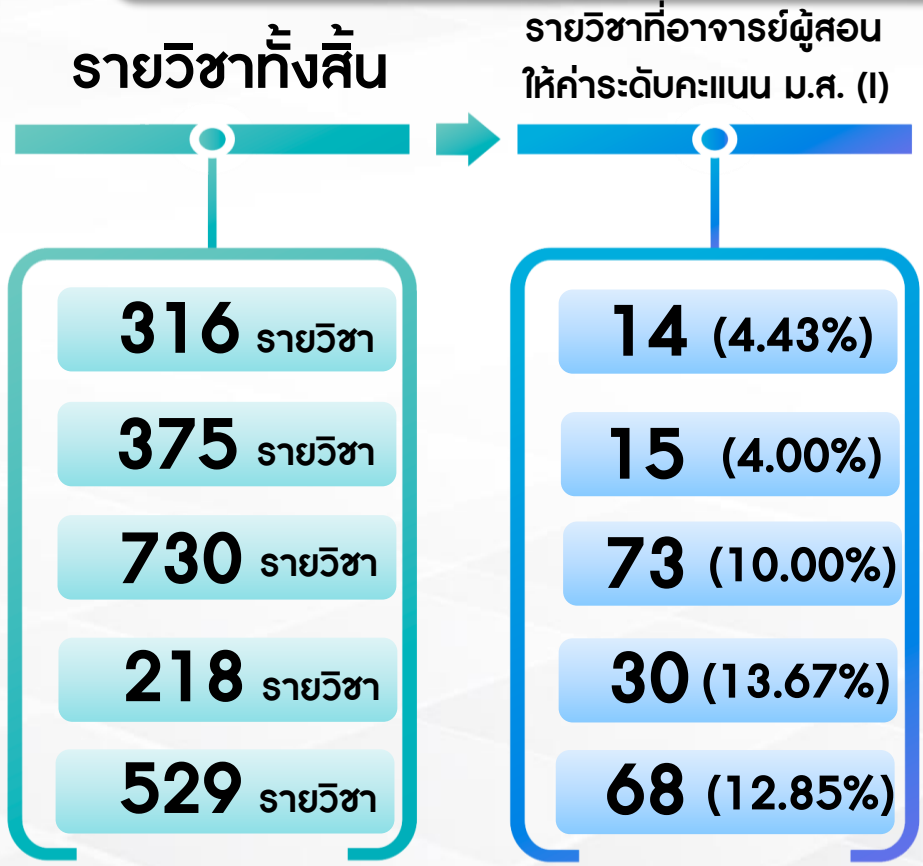 รายวิชาทั้งสิ้น
รายวิชาที่อาจารย์ผู้สอน
ให้ค่าระดับคะแนน ม.ส. (I)
316 รายวิชา
14 (4.43%)
375 รายวิชา
15 (4.00%)
730 รายวิชา
73 (10.00%)
218 รายวิชา
30 (13.67%)
529 รายวิชา
68 (12.85%)